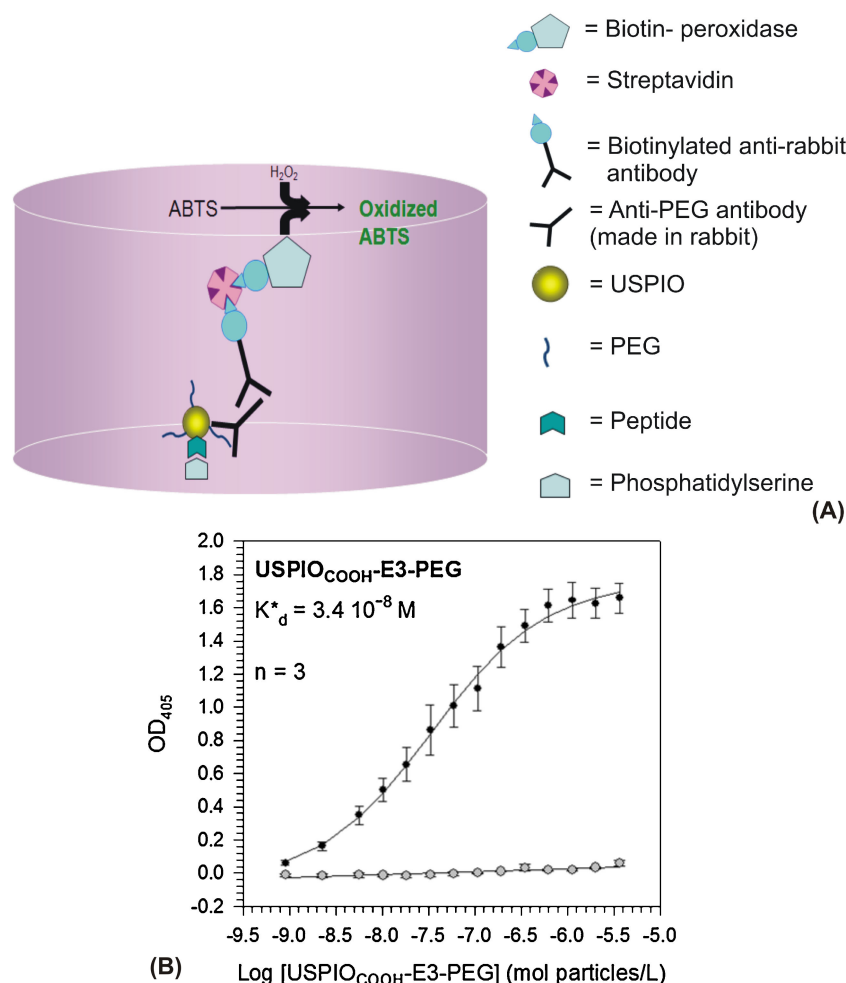 = Biotin- peroxidase
= Streptavidin
= Biotinylated anti-rabbit
antibody
= Anti-PEG antibody
(made in rabbit)
= USPIO
= PEG
= Peptide
= Phosphatidylserine
(A)
H₂O₂
ABTS
Oxidized
ABTS
USPIO_COOH-E3-PEG
K*_d = 3.4 10⁻⁸ M
n = 3
OD₄₀₅
2.0
1.8
1.6
1.4
1.2
1.0
0.8
0.6
0.4
0.2
0.0
-0.2
-9.5 -9.0 -8.5 -8.0 -7.5 -7.0 -6.5 -6.0 -5.5 -5.0
(B)
Log [USPIO_COOH-E3-PEG] (mol particles/L)